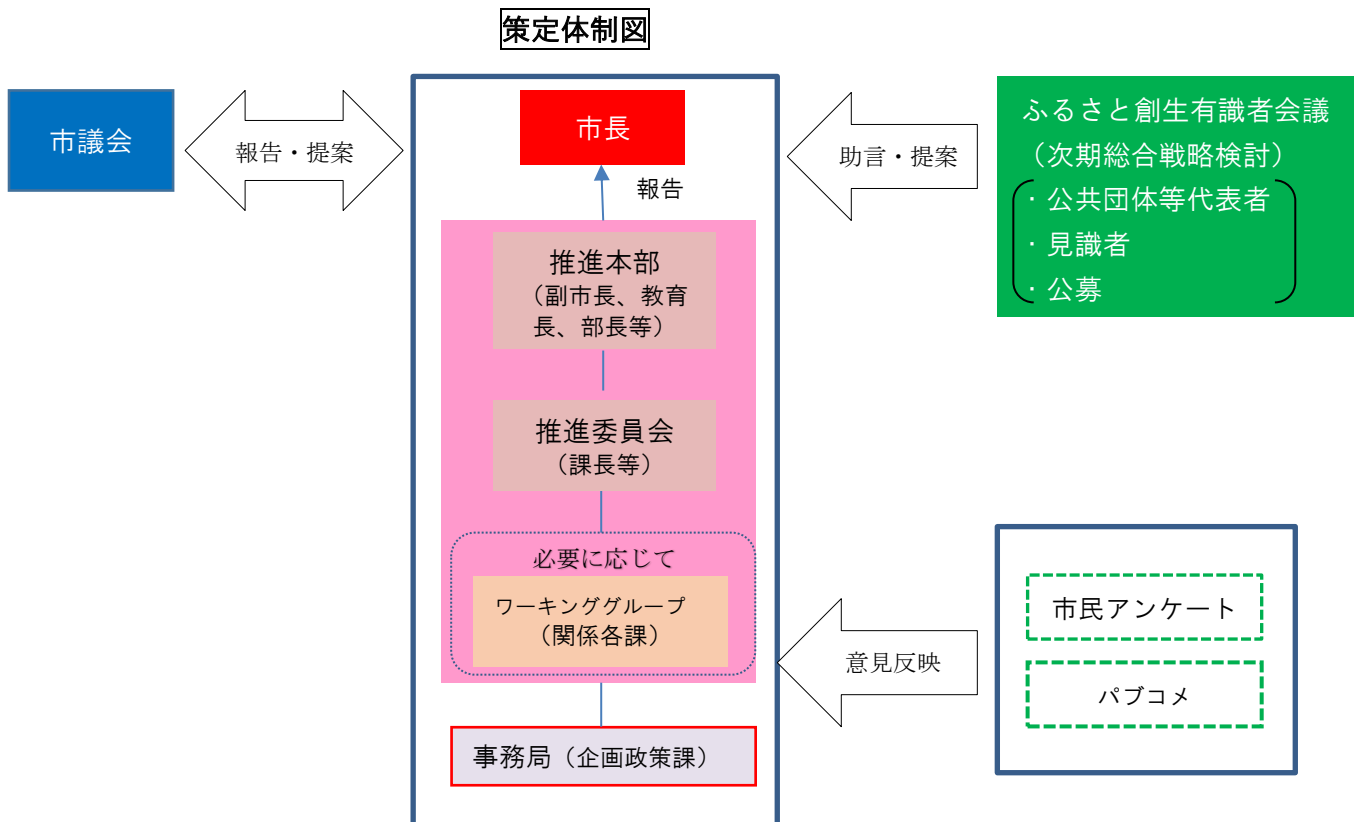 策定体制図
市議会
報告・提案
市長
報告
推進本部
（副市長、教育
長、部長等）
推進委員会
（課長等）
必要に応じて
ワーキンググループ
（関係各課）
事務局（企画政策課）
助言・提案
ふるさと創生有識者会議
（次期総合戦略検討）
・公共団体等代表者
・見識者
・公募
意見反映
市民アンケート
パブコメ